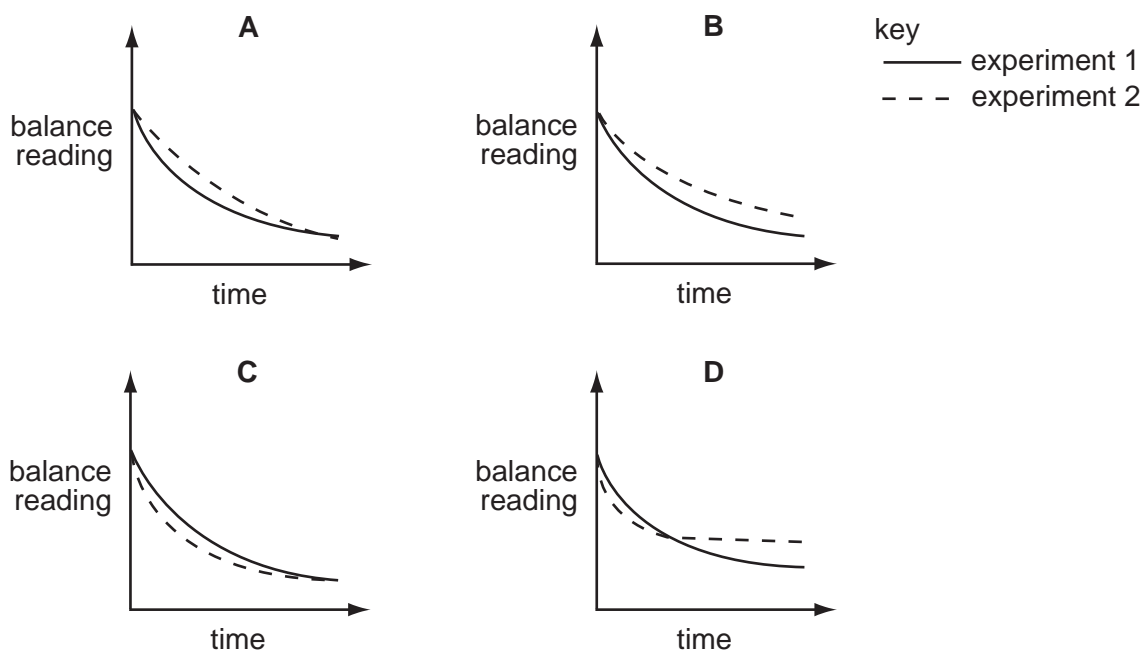 A
balance
reading
time
B
balance
reading
time
key
experiment 1
experiment 2
C
balance
reading
time
D
balance
reading
time